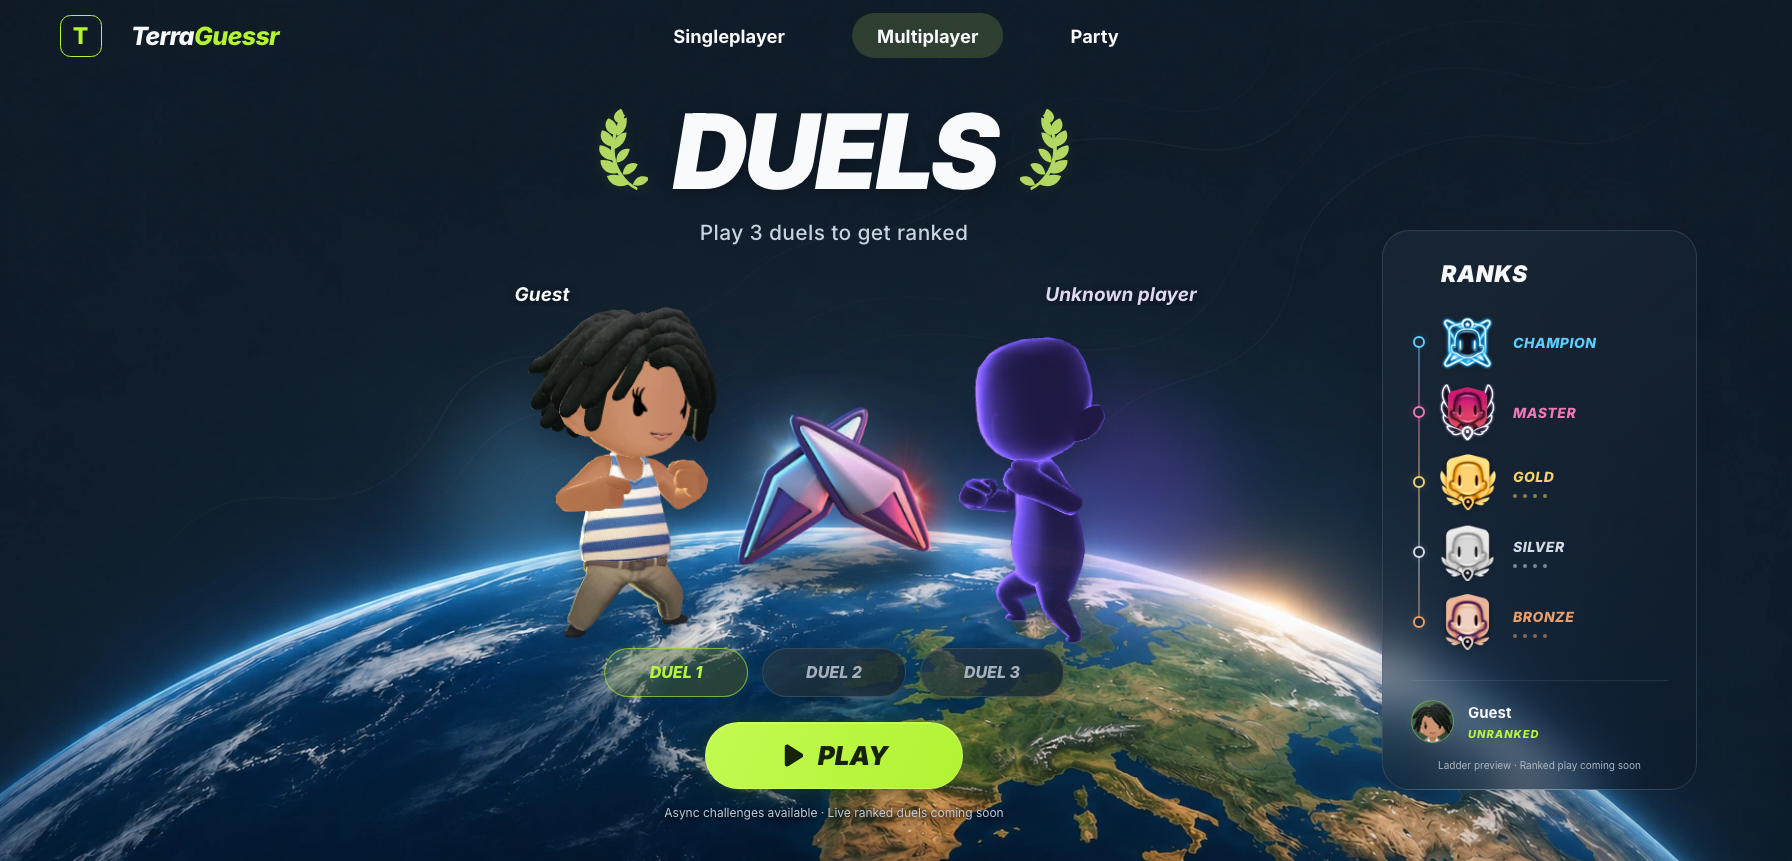 T TerraGuessr Singleplayer Multiplayer Party
DUELS
Play 3 duels to get ranked
Guest
Unknown player
DUEL 1 DUEL 2 DUEL 3
PLAY
Async challenges available · Live ranked duels coming soon
RANKS
CHAMPION
MASTER
GOLD
SILVER
BRONZE
Guest
UNRANKED
Ladder preview · Ranked play coming soon